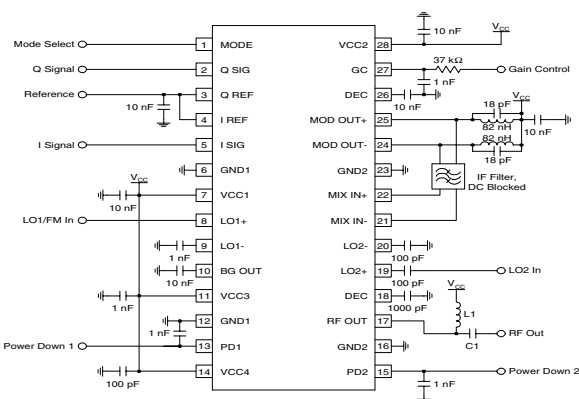 10 nF
VCC
Mode Select
1
MODE
VCC2
28
37 kΩ
Q Signal
2
Q SIG
GC
27
Gain Control
1 nF
Reference
3
Q REF
DEC
26
10 nF
10 nF
18 pF
VCC
4
I REF
MOD OUT+
25
82 nH
10 nF
82 nH
I Signal
5
I SIG
MOD OUT-
24
18 pF
6
GND1
GND2
23
IF Filter,
DC Blocked
VCC
7
VCC1
MIX IN+
22
10 nF
LO1/FM In
8
LO1+
MIX IN-
21
9
LO1-
LO2-
20
1 nF
100 pF
10
BG OUT
LO2+
19
LO2 In
10 nF
100 pF
VCC
11
VCC3
DEC
18
1 nF
1000 pF
L1
12
GND1
RF OUT
17
1 nF
RF Out
C1
Power Down 1
13
PD1
GND2
16
14
VCC4
PD2
15
Power Down 2
100 pF
1 nF